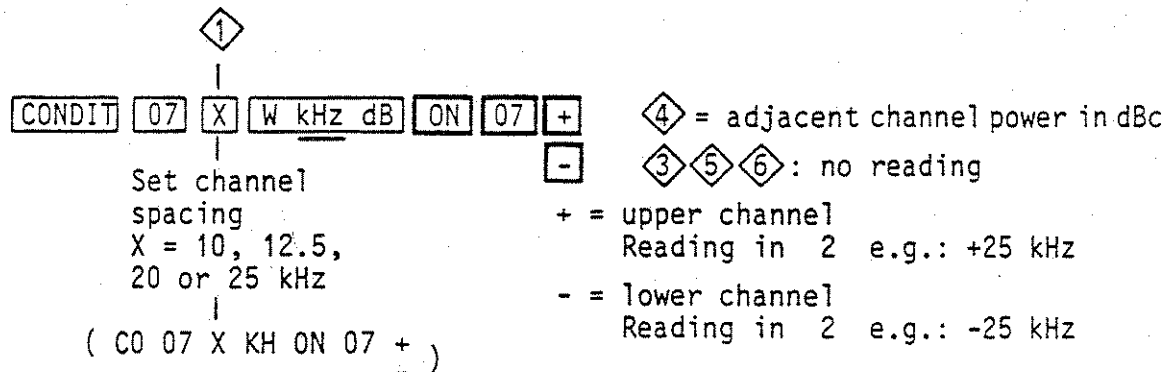 1
CONDIT 07 X W kHz dB ON 07 + 4 = adjacent channel power in dBc
- 3 5 6 : no reading
Set channel
spacing
X = 10, 12.5,
20 or 25 kHz
( CO 07 X KH ON 07 + )
+ = upper channel
Reading in 2 e.g.: +25 kHz
- = lower channel
Reading in 2 e.g.: -25 kHz